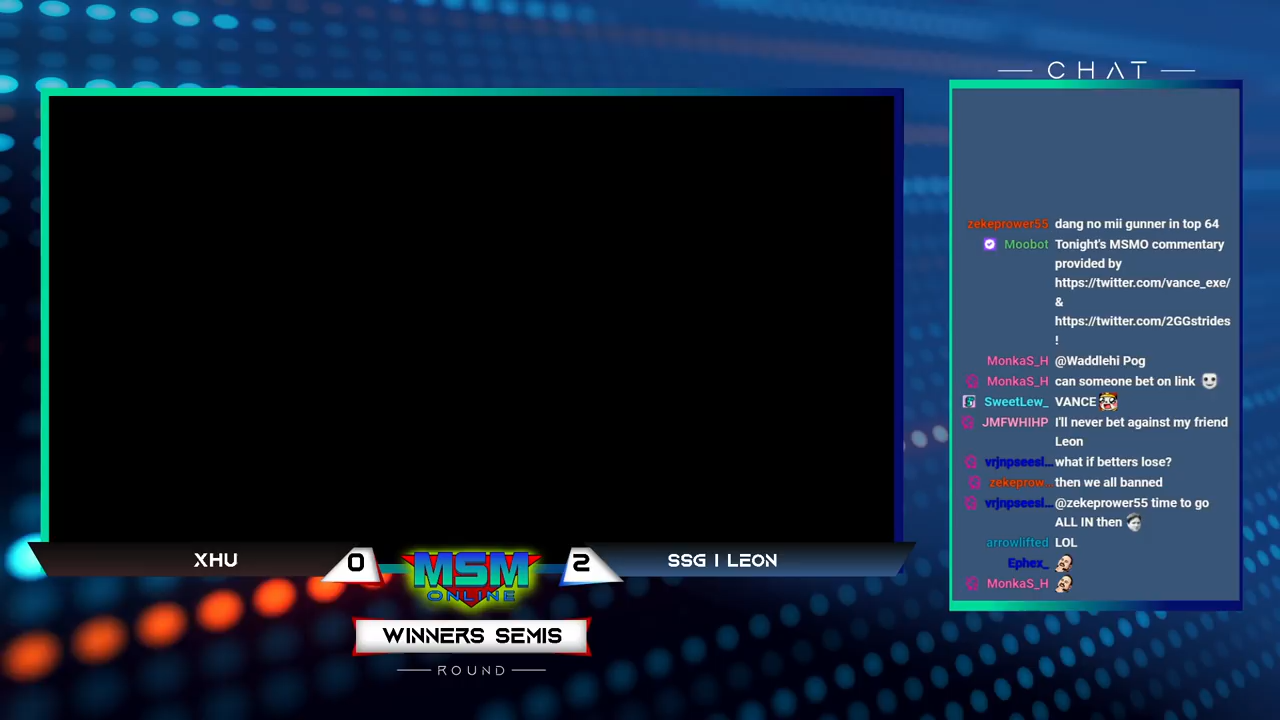 CHAT
zekeprower55 dang no mii gunner in top 64
Moobot Tonight's MSMO commentary
provided by
https://twitter.com/vance_exe/
&
https://twitter.com/2GGstrides
!
MonkaS_H @Waddlehi Pog
MonkaS_H can someone bet on link
SweetLew_ VANCE
JMFWHIHP I'll never bet against my friend
Leon
vrjnpseesl... what if betters lose?
zekeprow... then we all banned
vrjnpseesl... @zekeprower55 time to go
ALL IN then
arrowlifted LOL
Ephex_
MonkaS_H
XHU 0 MSM ONLINE 2 SSG | LEON
WINNERS SEMIS
ROUND